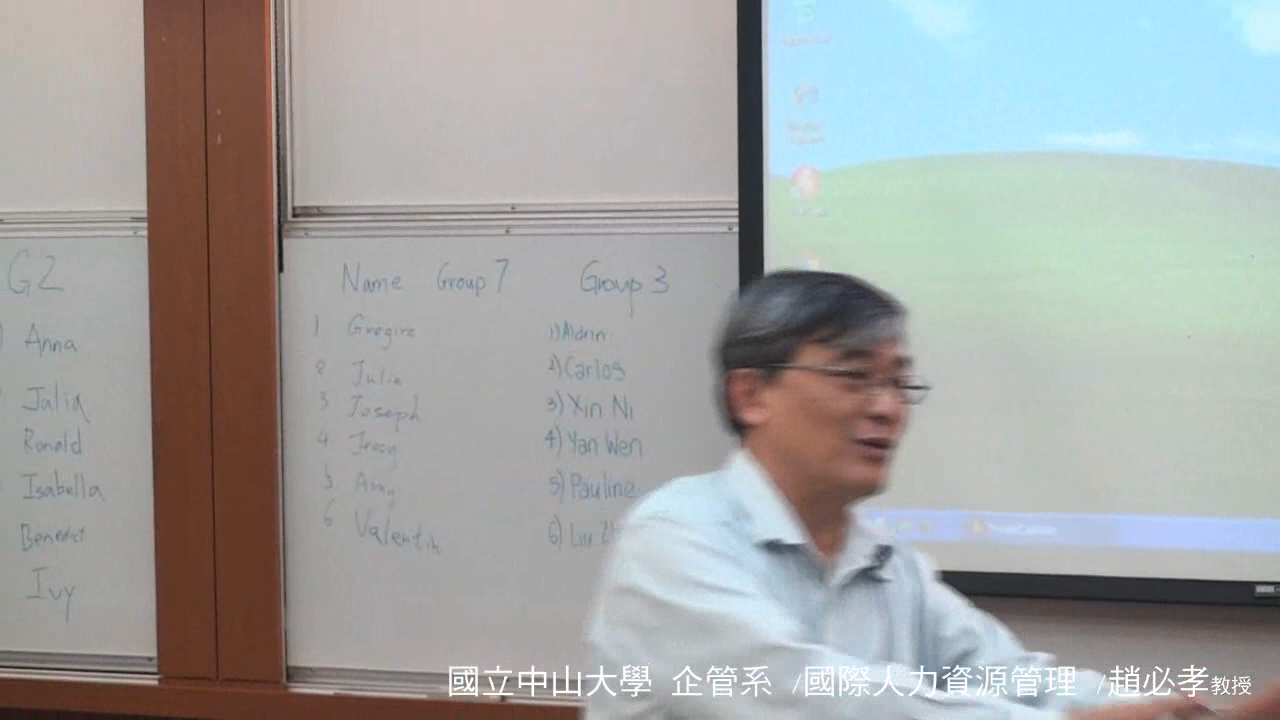 G2
Anna
Julia
Ronald
Isabella
Benedict
Ivy
Name Group 7
1 Gregire
2 Julia
3 Joseph
4
5
6 Valentin
Group 3
1) Aldrin
2) Carlos
3) Xin Ni
4) Yan Wen
5) Pauline
6)
國立中山大學 企管系 /國際人力資源管理 /趙必孝教授